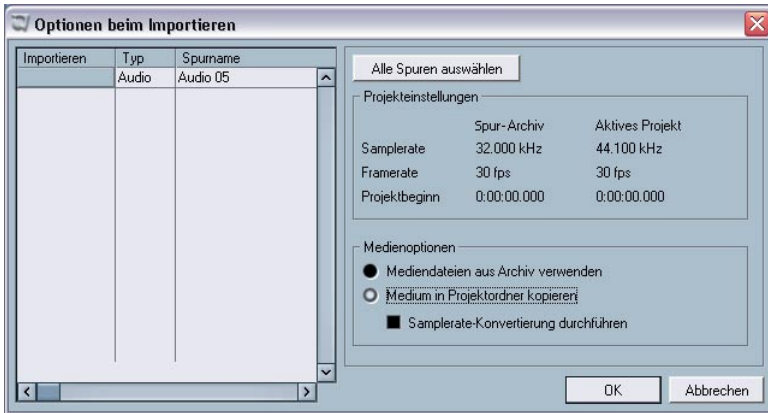 Optionen beim Importieren
Importieren Typ Spurname
Audio Audio 05
Alle Spuren auswählen
Projekteinstellungen
Spur-Archiv Aktives Projekt
Samplerate 32.000 kHz 44.100 kHz
Framerate 30 fps 30 fps
Projektbeginn 0:00:00.000 0:00:00.000
Medienoptionen
Mediendateien aus Archiv verwenden
Medium in Projektordner kopieren
Samplerate-Konvertierung durchführen
OK Abbrechen